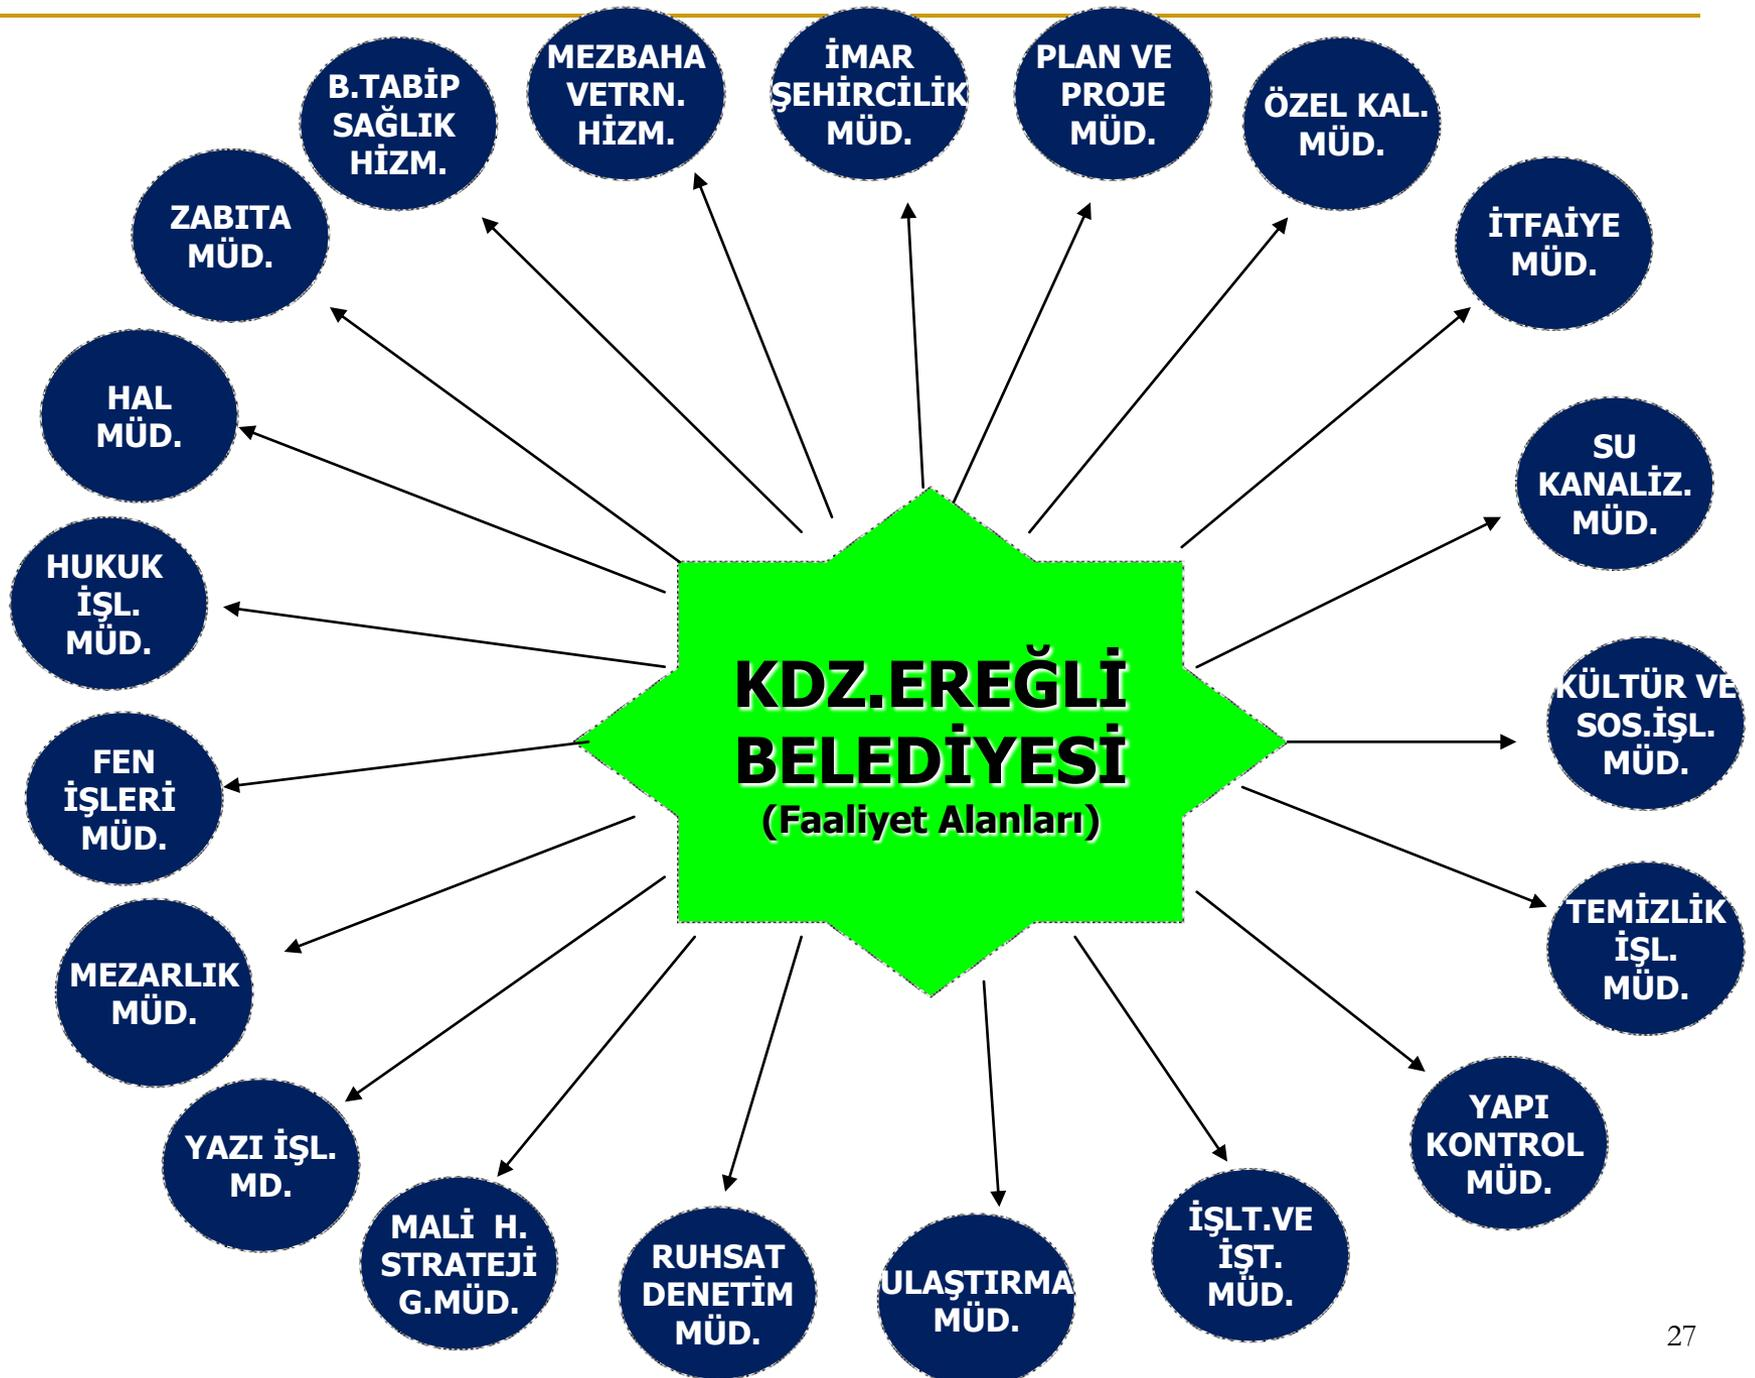 MEZBAHA
VETRN.
HİZM.
İMAR
ŞEHİRCİLİK
MÜD.
PLAN VE
PROJE
MÜD.
B.TABİP
SAĞLIK
HİZM.
ÖZEL KAL.
MÜD.
ZABITA
MÜD.
İTFAİYE
MÜD.
HAL
MÜD.
SU
KANALİZ.
MÜD.
HUKUK
İŞL.
MÜD.
KDZ.EREĞLİ
BELEDİYESİ
(Faaliyet Alanları)
KÜLTÜR VE
SOS.İŞL.
MÜD.
FEN
İŞLERİ
MÜD.
TEMİZLİK
İŞL.
MÜD.
MEZARLIK
MÜD.
YAPI
KONTROL
MÜD.
YAZI İŞL.
MD.
MALİ H.
STRATEJİ
G.MÜD.
RUHSAT
DENETİM
MÜD.
ULAŞTIRMA
MÜD.
İŞLT.VE
İŞT.
MÜD.
27